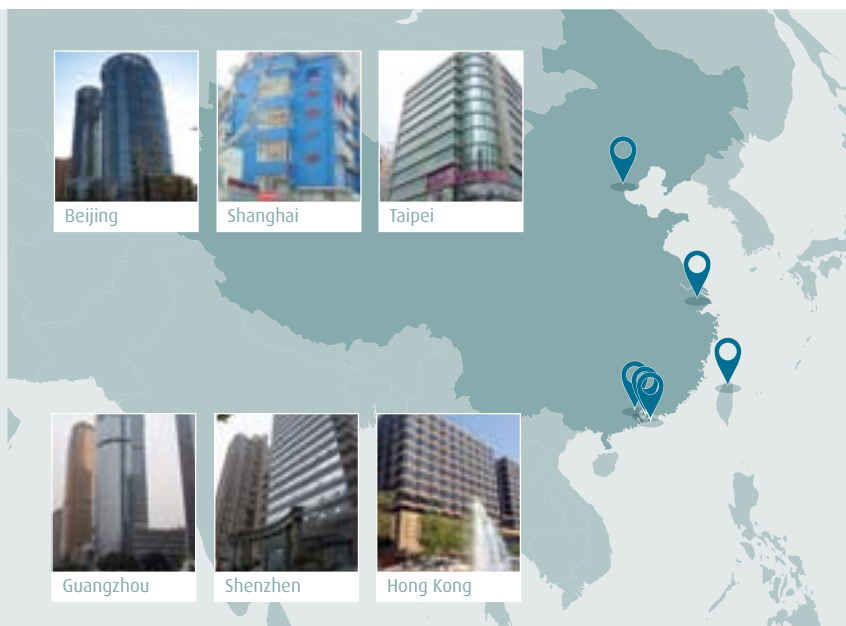 Beijing
Shanghai
Taipei
Guangzhou
Shenzhen
Hong Kong